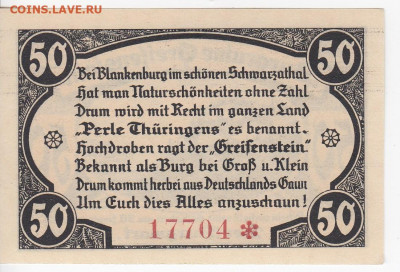 COINS.LAVE.RU
50 50
Bei Blankenburg im schönen Schwarzathal
Hat man Naturschönheiten ohne Zahl
Drum wird mit Recht im ganzen Land
„Perle Thüringens" es benannt.
Hochdroben ragt der „Greifenstein"
Bekannt als Burg bei Groß u. Klein
Drum kommt herbei aus Deutschlands Gaun
Um Euch dies Alles anzuschaun!
50 17704 50